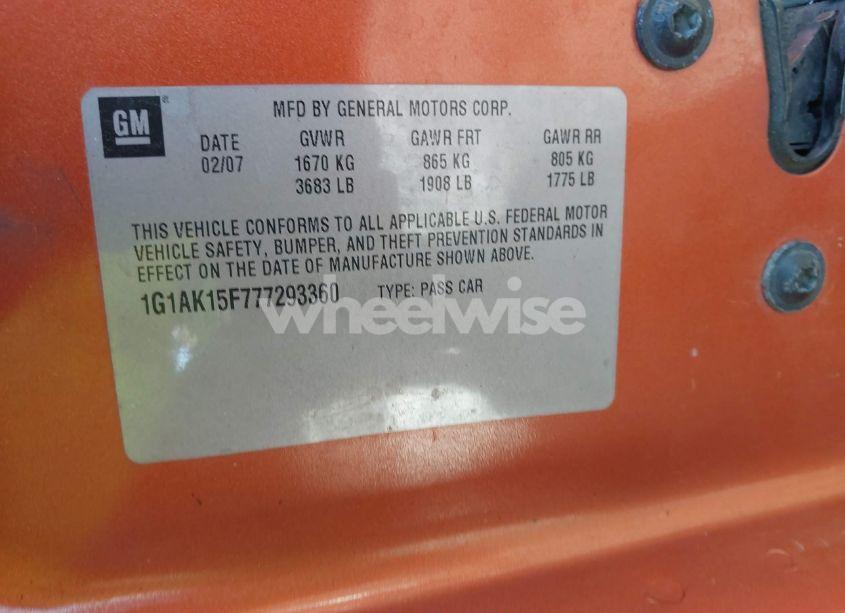 GM
MFD BY GENERAL MOTORS CORP.
DATE GVWR GAWR FRT GAWR RR
02/07 1670 KG 865 KG 805 KG
3683 LB 1908 LB 1775 LB
THIS VEHICLE CONFORMS TO ALL APPLICABLE U.S. FEDERAL MOTOR
VEHICLE SAFETY, BUMPER, AND THEFT PREVENTION STANDARDS IN
EFFECT ON THE DATE OF MANUFACTURE SHOWN ABOVE.
1G1AK15F777293360 TYPE: PASS CAR
wheelwise